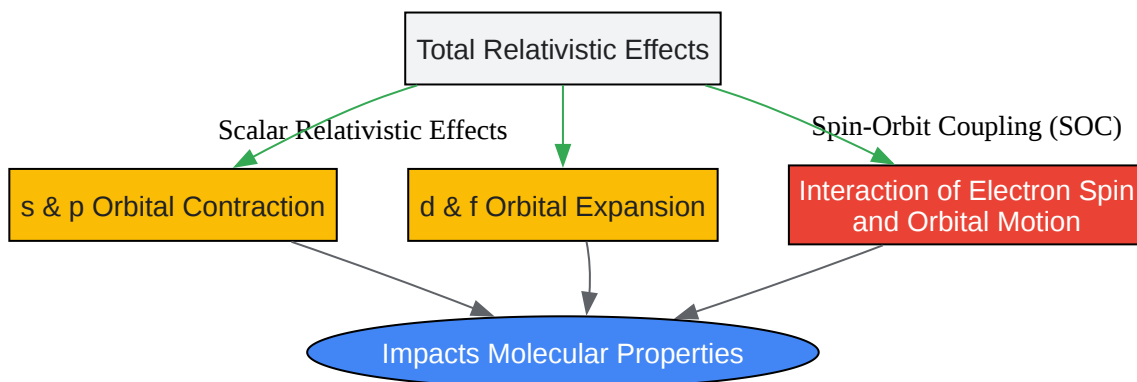 Total Relativistic Effects
Scalar Relativistic Effects
Spin-Orbit Coupling (SOC)
s & p Orbital Contraction
d & f Orbital Expansion
Interaction of Electron Spin
and Orbital Motion
Impacts Molecular Properties